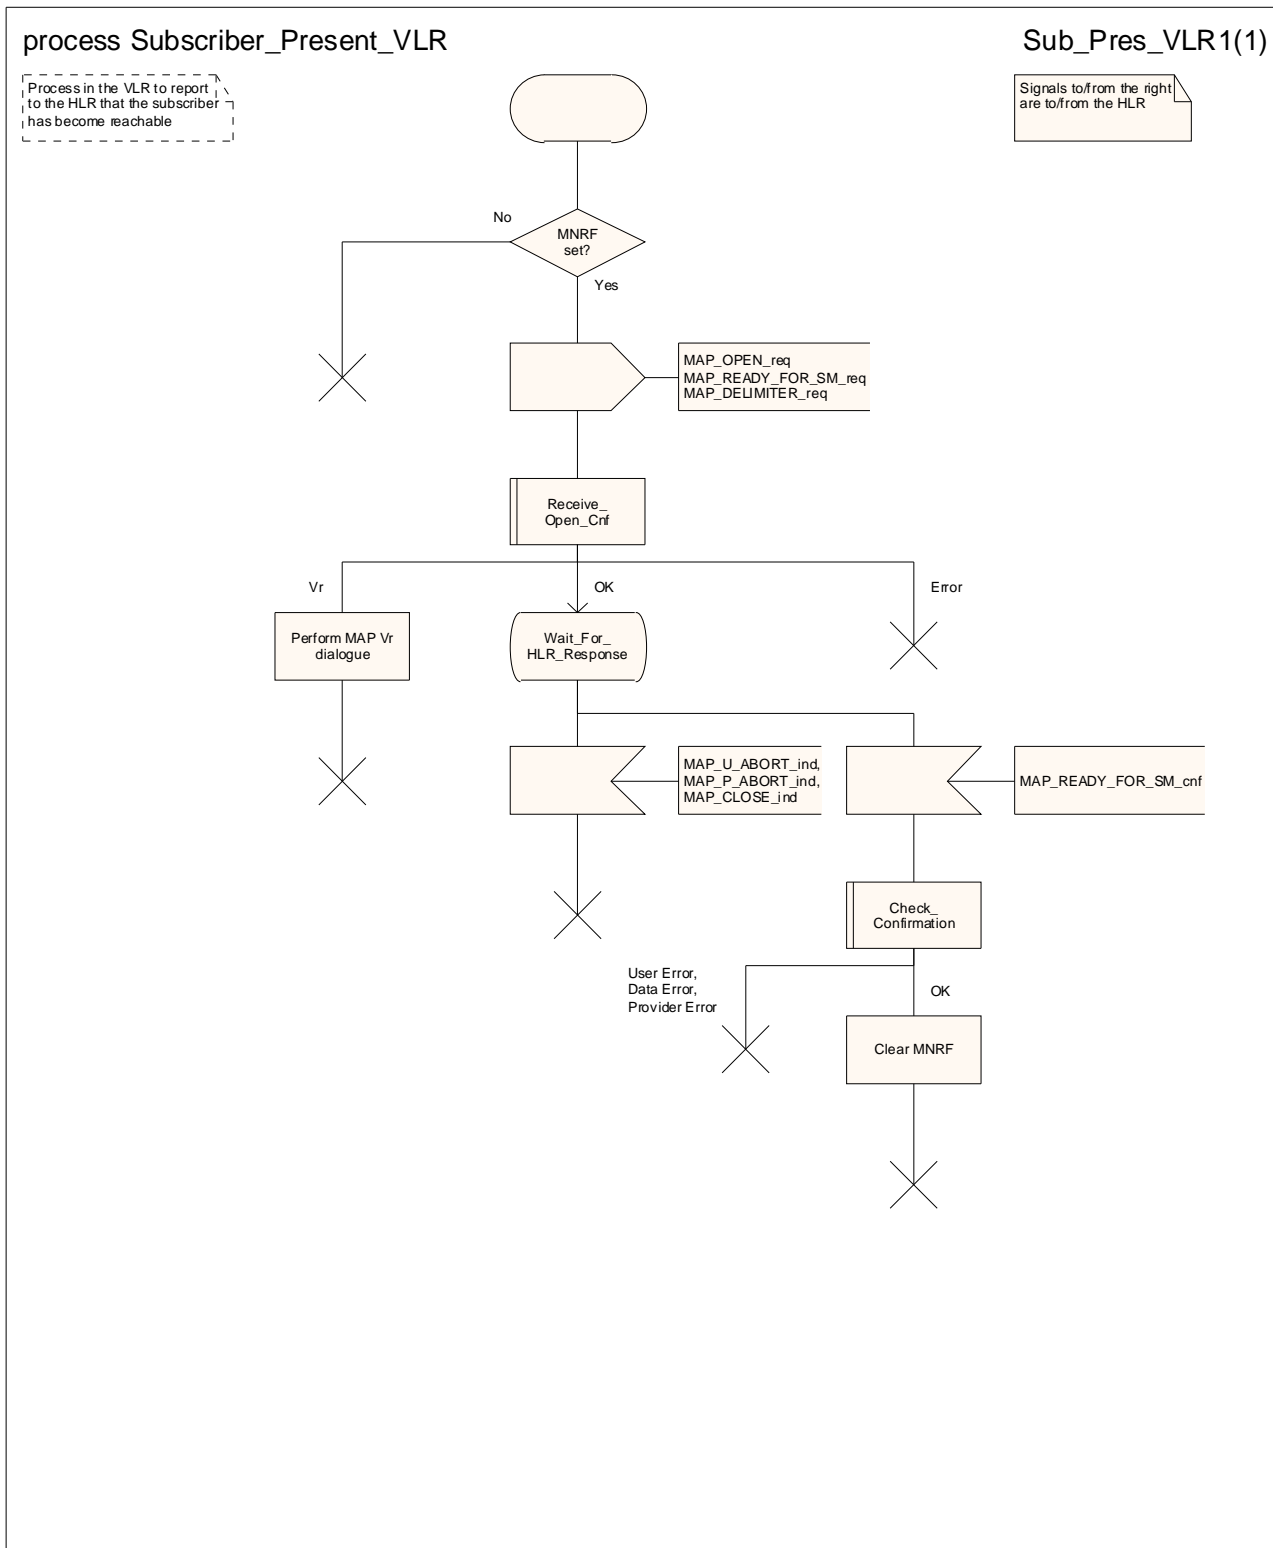 process Subscriber_Present_VLR
Sub_Pres_VLR1(1)
Process in the VLR to report
to the HLR that the subscriber
has become reachable
Signals to/from the right
are to/from the HLR
No
MNRF
set?
Yes
MAP_OPEN_req
MAP_READY_FOR_SM_req
MAP_DELIMITER_req
Receive_
Open_Cnf
Vr
OK
Error
Perform MAP Vr
dialogue
Wait_For_
HLR_Response
MAP_U_ABORT_ind,
MAP_P_ABORT_ind,
MAP_CLOSE_ind
MAP_READY_FOR_SM_cnf
Check_
Confirmation
User Error,
Data Error,
Provider Error
OK
Clear MNRF